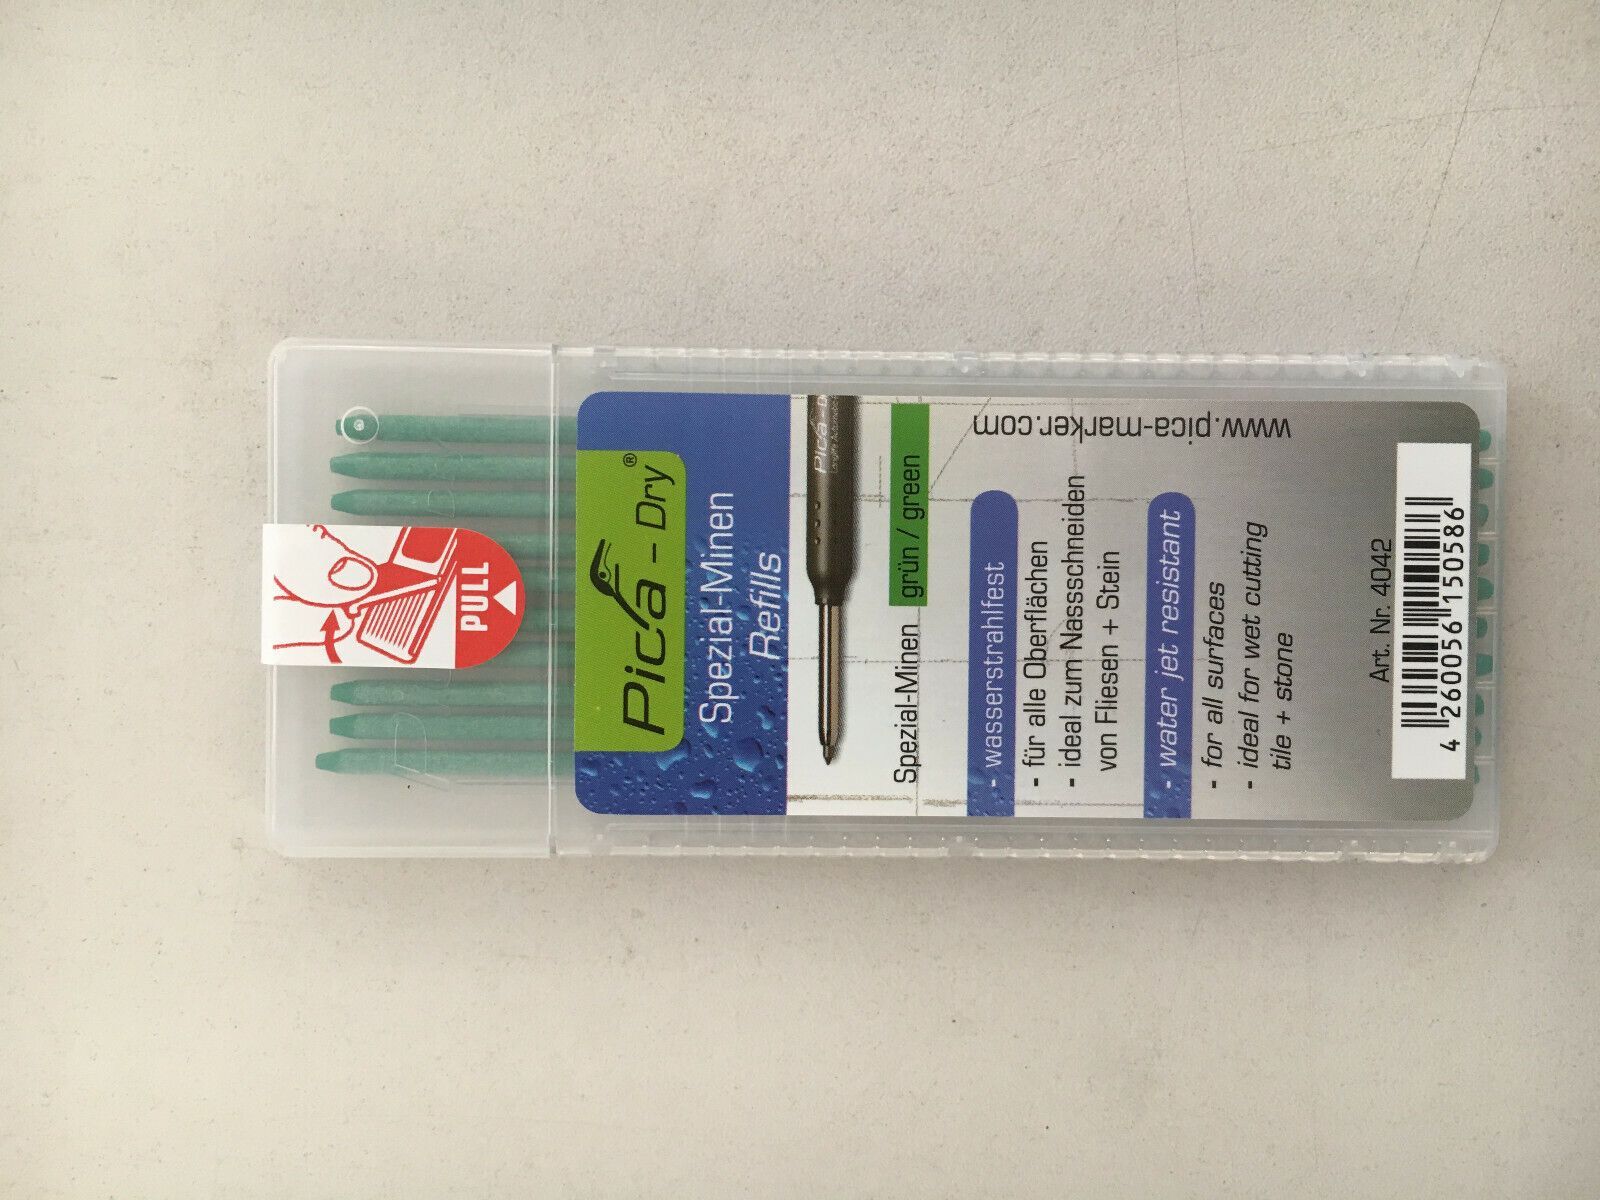 PULL
Pica-Dry®
Spezial-Minen
Refills
Pica-D
Spezial-Minen grün / green
- wasserstrahlfest
- für alle Oberflächen
- ideal zum Nassschneiden
von Fliesen + Stein
- water jet resistant
- for all surfaces
- ideal for wet cutting
tile + stone
www.pica-marker.com
Art. Nr. 4042
4 260056 150586